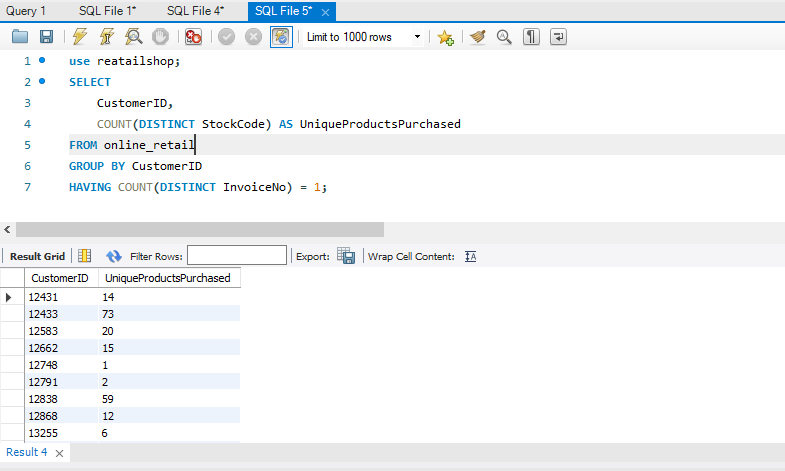 Query 1 SQL File 1* SQL File 4* SQL File 5*
Limit to 1000 rows
1 use reatailshop;
2 SELECT
3 CustomerID,
4 COUNT(DISTINCT StockCode) AS UniqueProductsPurchased
5 FROM online_retail
6 GROUP BY CustomerID
7 HAVING COUNT(DISTINCT InvoiceNo) = 1;
Result Grid Filter Rows: Export: Wrap Cell Content:
CustomerID UniqueProductsPurchased
12431 14
12433 73
12583 20
12662 15
12748 1
12791 2
12838 59
12868 12
13255 6
Result 4